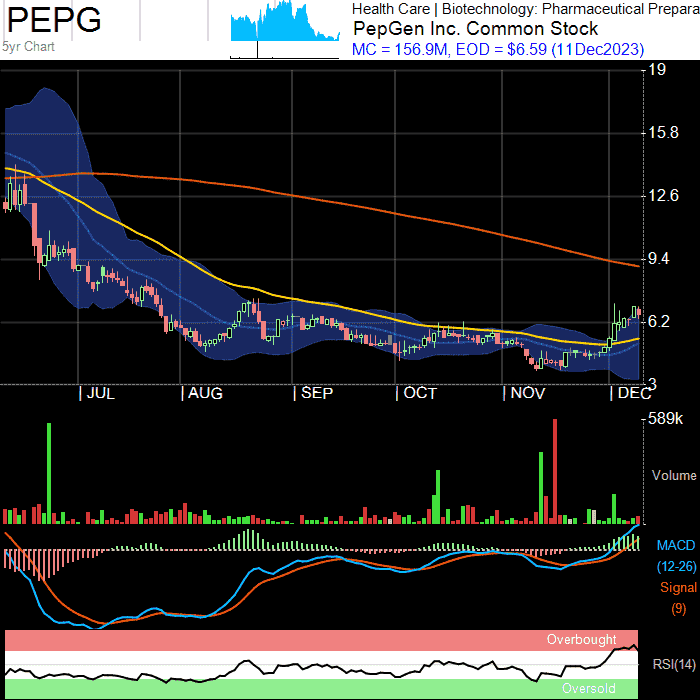 PEPG
5yr Chart
Health Care | Biotechnology: Pharmaceutical Prepara
PepGen Inc. Common Stock
MC = 156.9M, EOD = $6.59 (11Dec2023)
19
15.8
12.6
9.4
6.2
3
JUL AUG SEP OCT NOV DEC
589k
Volume
MACD
(12-26)
Signal
(9)
Overbought
RSI(14)
Oversold